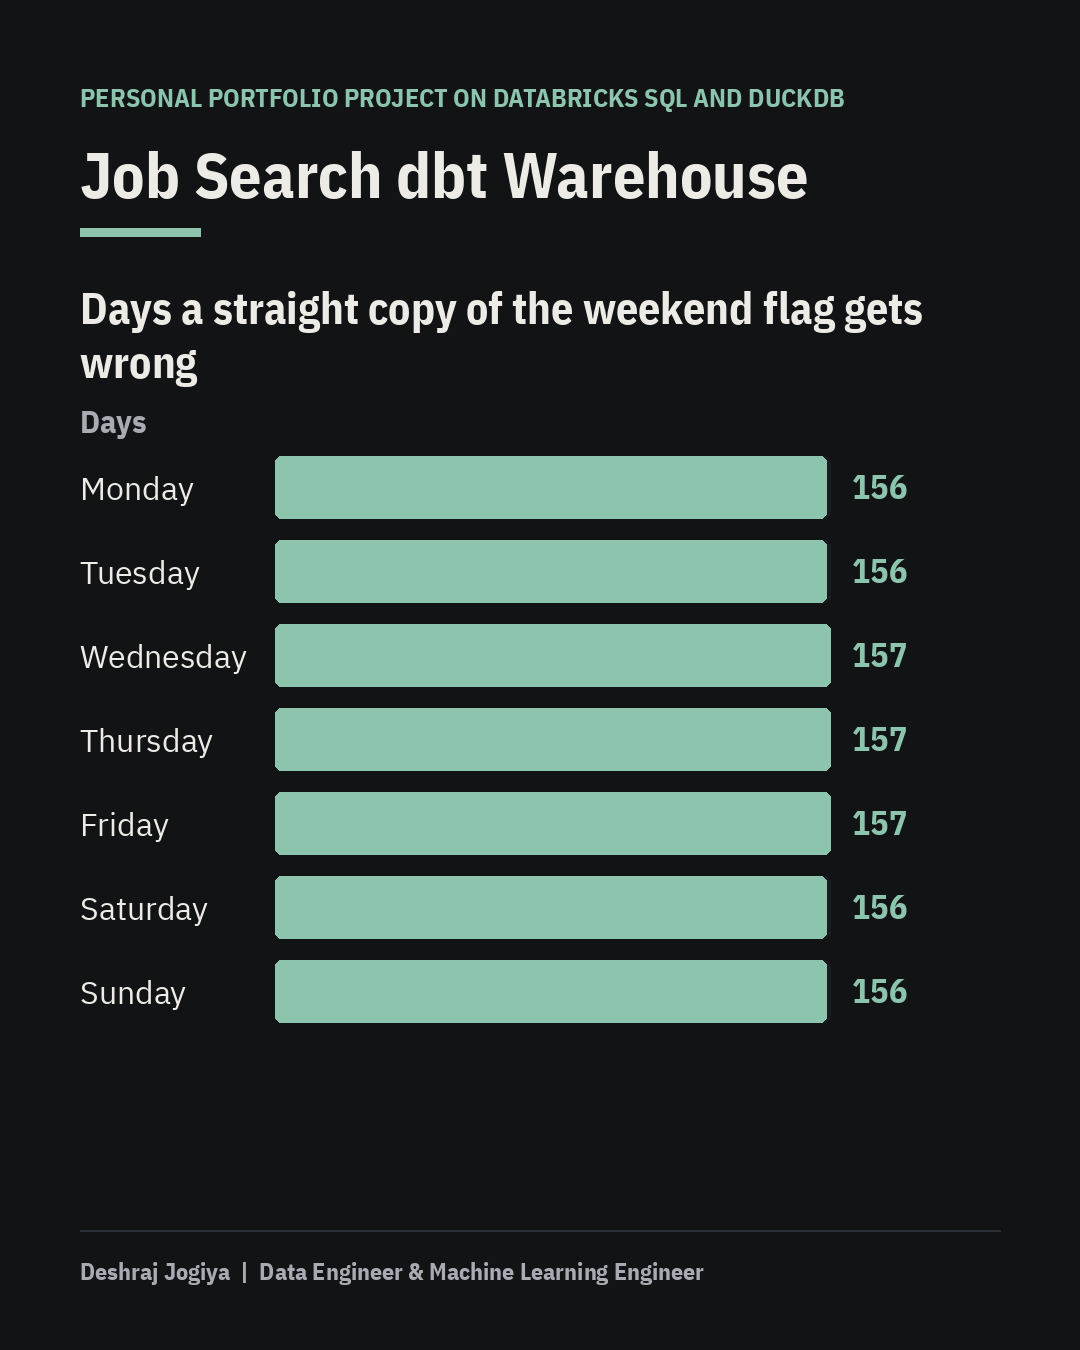 PERSONAL PORTFOLIO PROJECT ON DATABRICKS SQL AND DUCKDB
Job Search dbt Warehouse
Days a straight copy of the weekend flag gets
wrong
Days
Monday 156
Tuesday 156
Wednesday 157
Thursday 157
Friday 157
Saturday 156
Sunday 156
Deshraj Jogiya | Data Engineer & Machine Learning Engineer